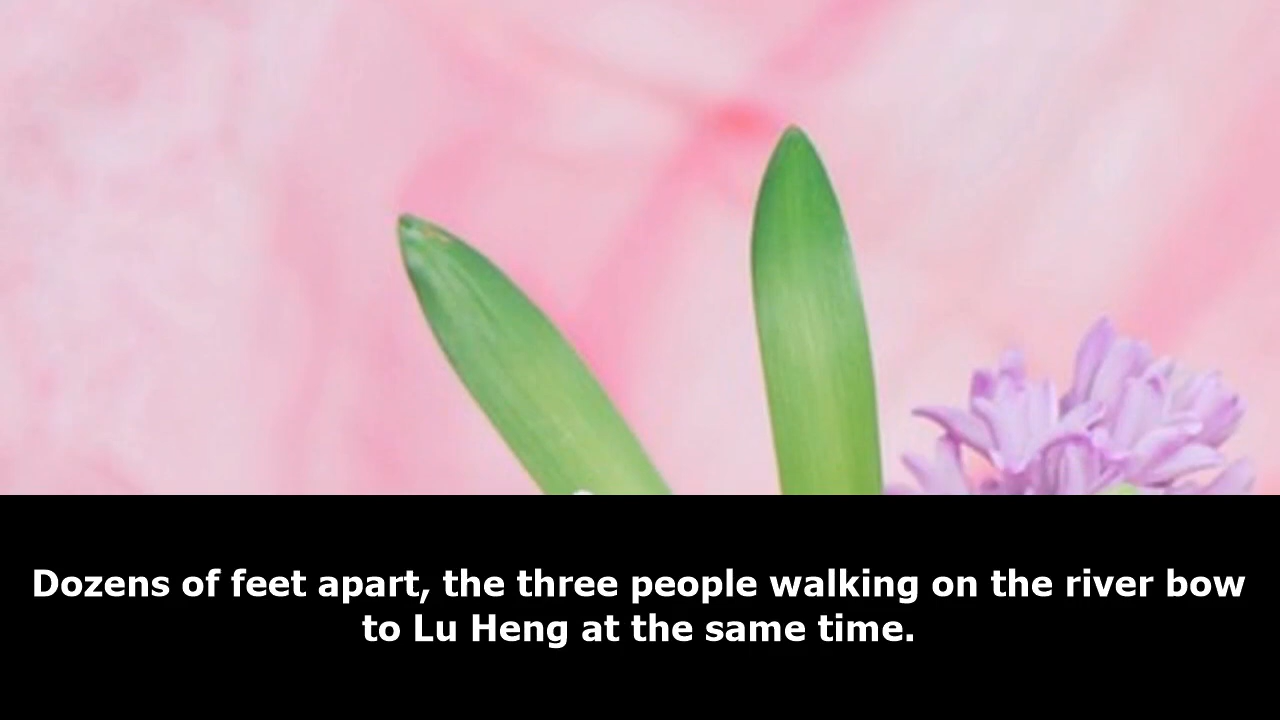 Dozens of feet apart, the three people walking on the river bow
to Lu Heng at the same time.